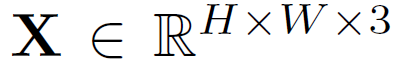 X ∈ ℝ^{H×W×3}